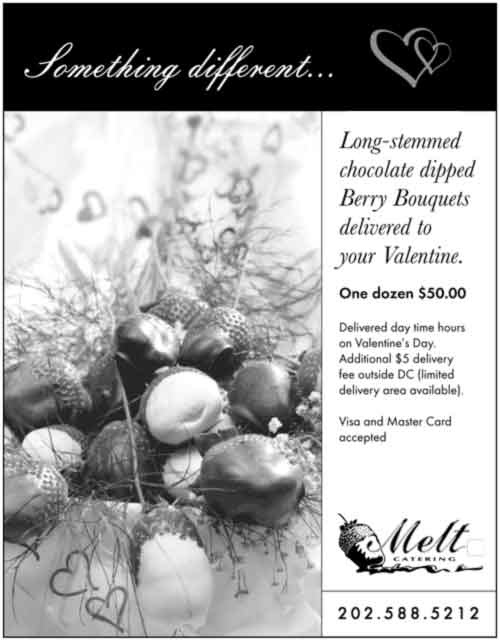 Something different...
Long-stemmed
chocolate dipped
Berry Bouquets
delivered to
your Valentine.
One dozen $50.00
Delivered day time hours
on Valentine's Day.
Additional $5 delivery
fee outside DC (limited
delivery area available).
Visa and Master Card
accepted
Melt
CATERING
202.588.5212